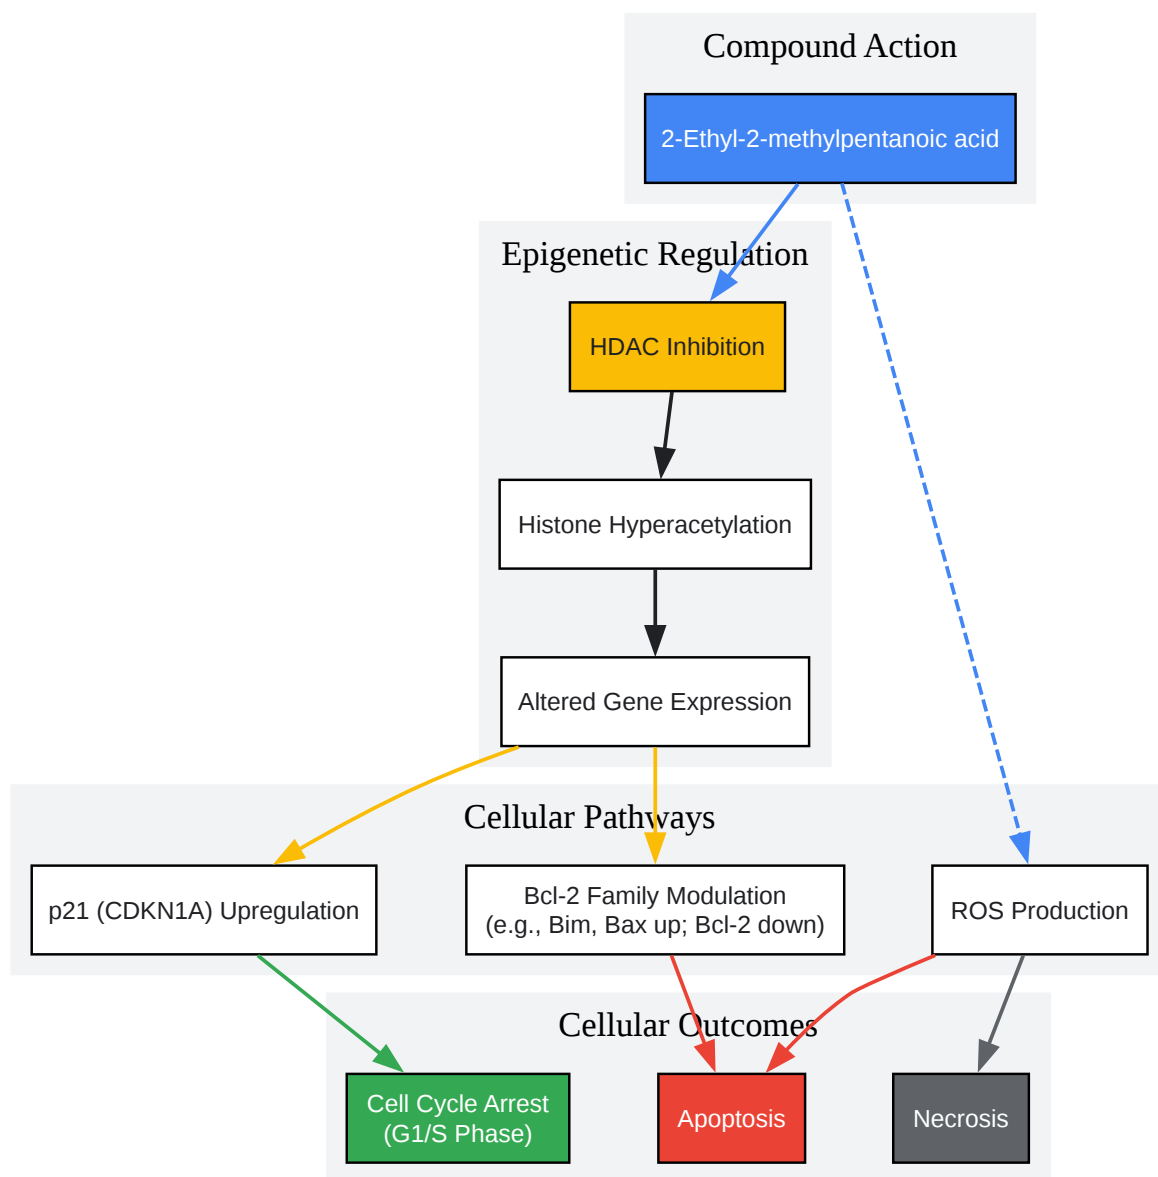 Compound Action
2-Ethyl-2-methylpentanoic acid
Epigenetic Regulation
HDAC Inhibition
Histone Hyperacetylation
Altered Gene Expression
Cellular Pathways
p21 (CDKN1A) Upregulation
Bcl-2 Family Modulation
(e.g., Bim, Bax up; Bcl-2 down)
ROS Production
Cellular Outcomes
Cell Cycle Arrest
(G1/S Phase)
Apoptosis
Necrosis